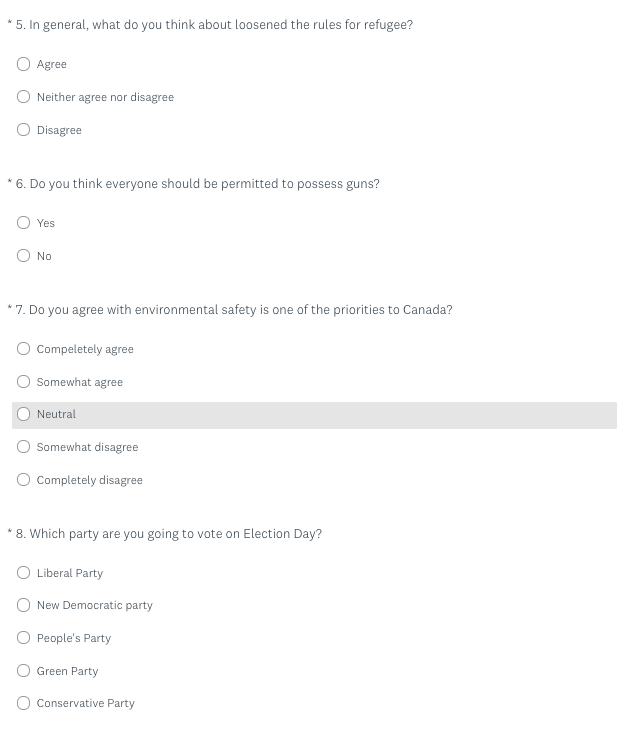 * 5. In general, what do you think about loosened the rules for refugee?
Agree
Neither agree nor disagree
Disagree
* 6. Do you think everyone should be permitted to possess guns?
Yes
No
* 7. Do you agree with environmental safety is one of the priorities to Canada?
Compeletely agree
Somewhat agree
Neutral
Somewhat disagree
Completely disagree
* 8. Which party are you going to vote on Election Day?
Liberal Party
New Democratic party
People's Party
Green Party
Conservative Party